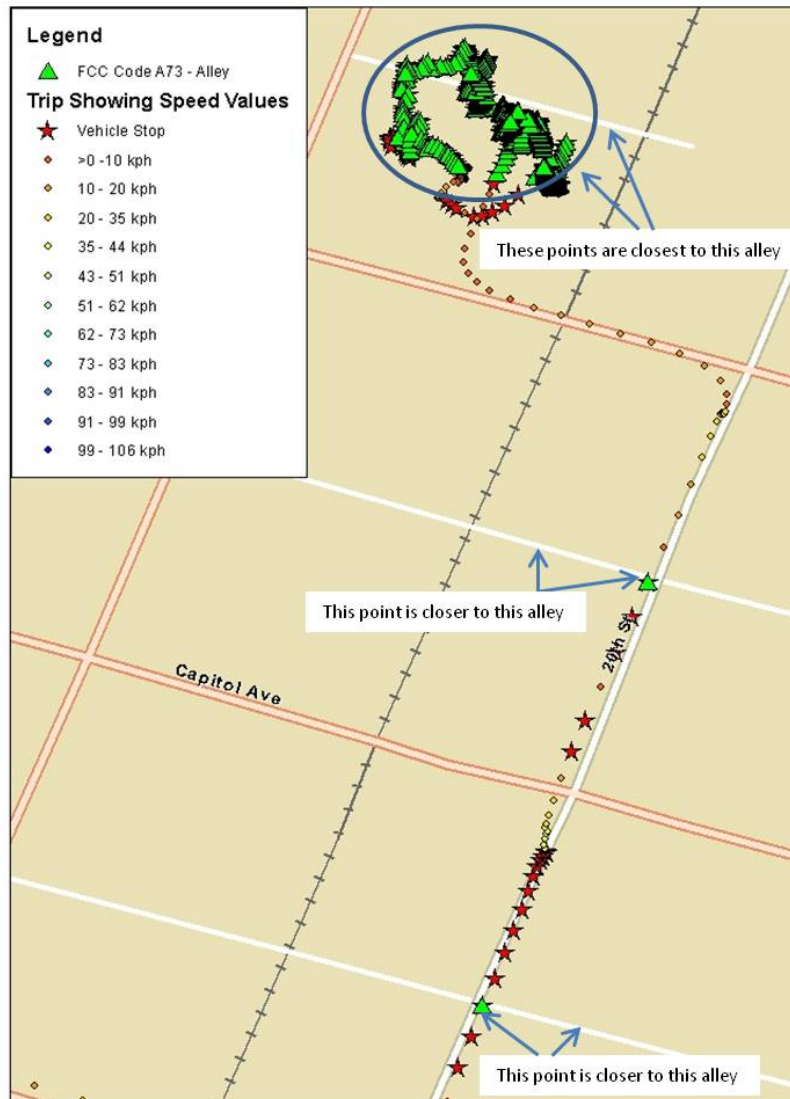 Legend
FCC Code A73 - Alley
Trip Showing Speed Values
Vehicle Stop
>0 -10 kph
10 - 20 kph
20 - 35 kph
35 - 44 kph
43 - 51 kph
51 - 62 kph
62 - 73 kph
73 - 83 kph
83 - 91 kph
91 - 99 kph
99 - 106 kph
These points are closest to this alley
This point is closer to this alley
20th St
Capitol Ave
This point is closer to this alley